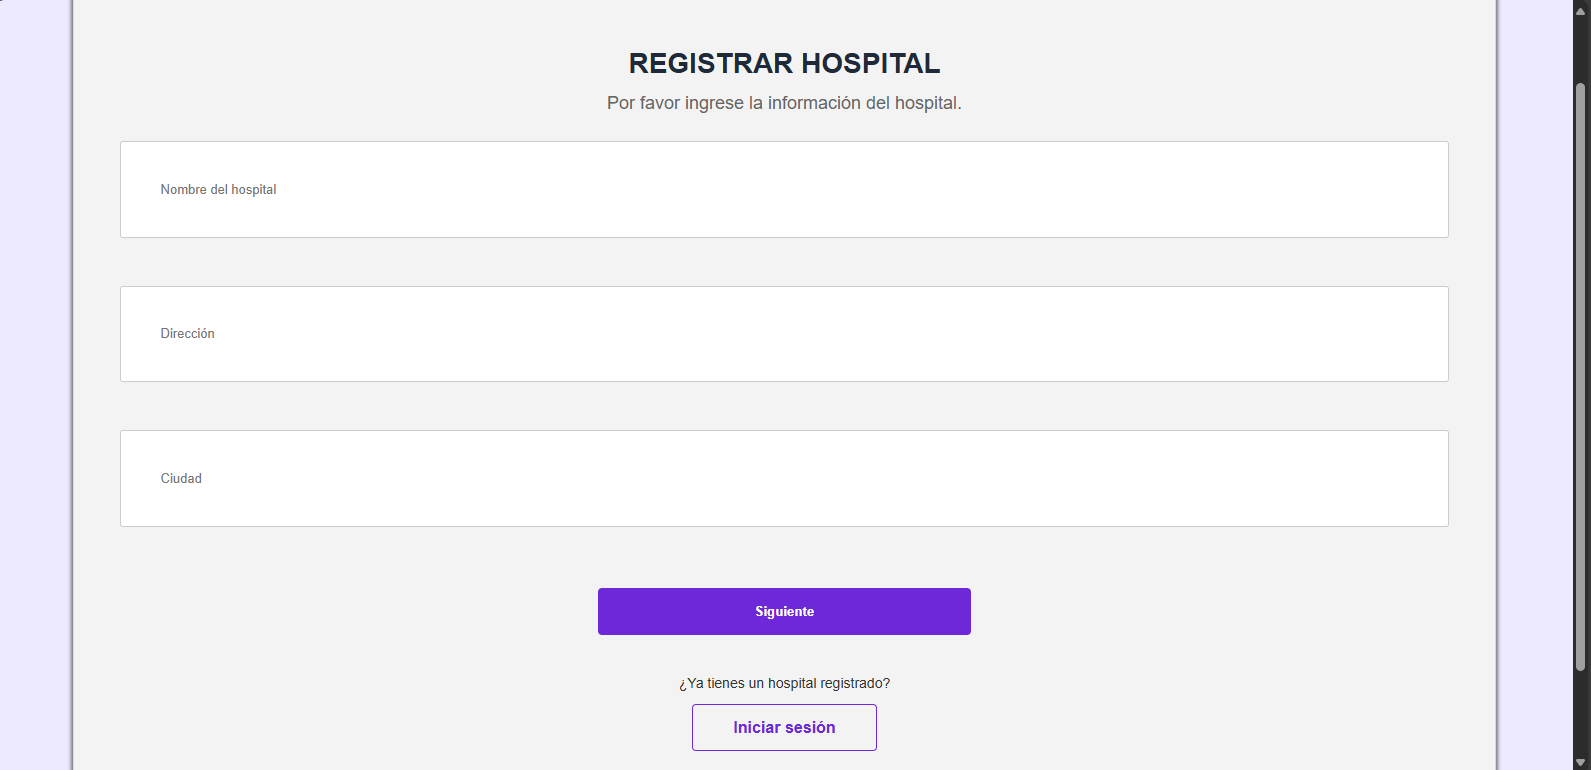 REGISTRAR HOSPITAL
Por favor ingrese la información del hospital.
Nombre del hospital
Dirección
Ciudad
Siguiente
¿Ya tienes un hospital registrado?
Iniciar sesión